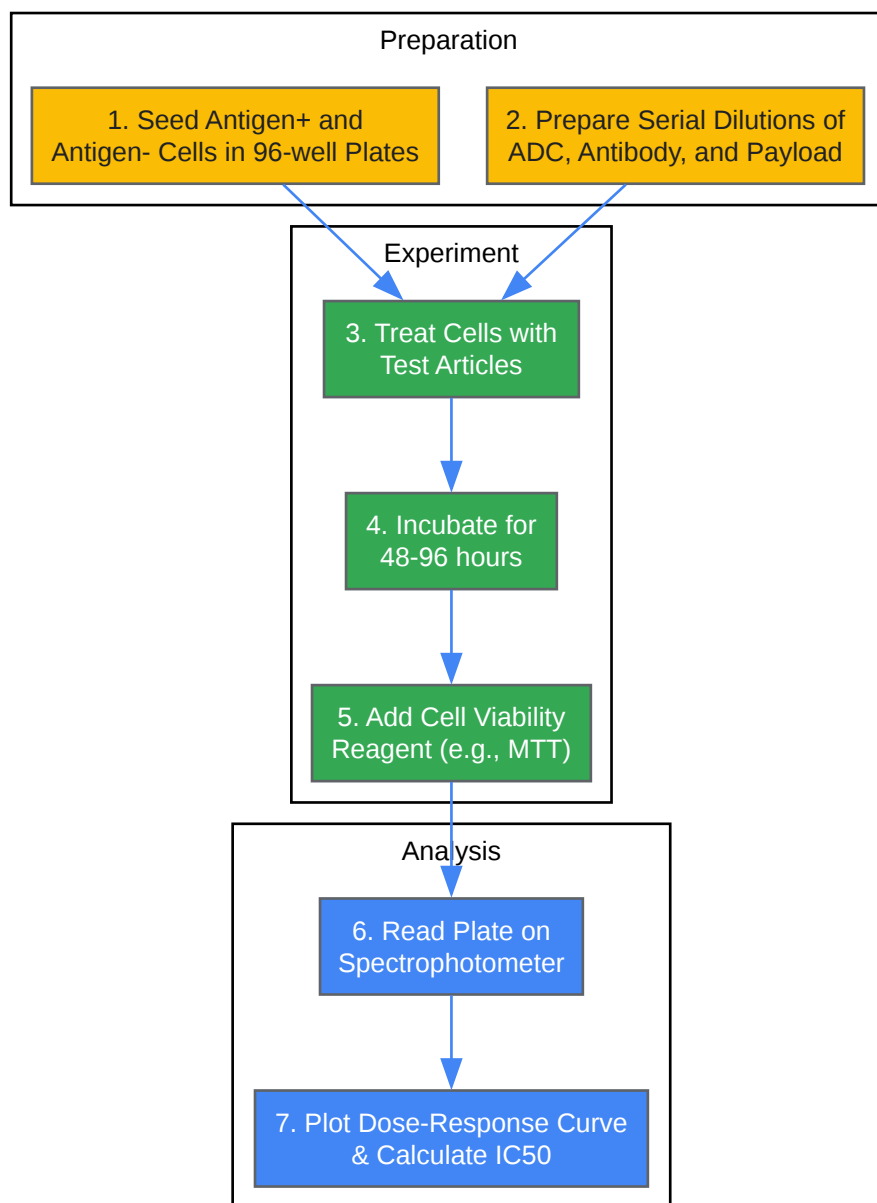 Preparation
1. Seed Antigen+ and
Antigen- Cells in 96-well Plates
2. Prepare Serial Dilutions of
ADC, Antibody, and Payload
Experiment
3. Treat Cells with
Test Articles
4. Incubate for
48-96 hours
5. Add Cell Viability
Reagent (e.g., MTT)
Analysis
6. Read Plate on
Spectrophotometer
7. Plot Dose-Response Curve
& Calculate IC50